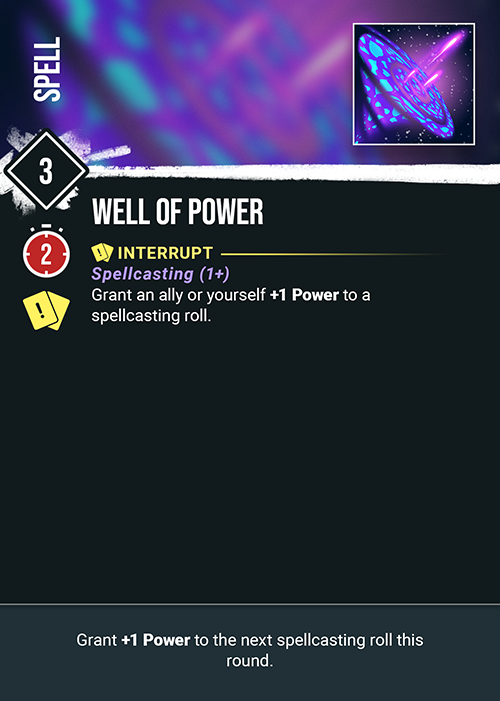 SPELL
3
WELL OF POWER
2
! INTERRUPT
Spellcasting (1+)
!
Grant an ally or yourself +1 Power to a
spellcasting roll.
Grant +1 Power to the next spellcasting roll this
round.